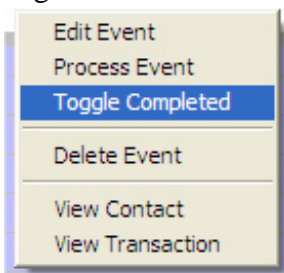 Edit Event
Process Event
Toggle Completed
Delete Event
View Contact
View Transaction